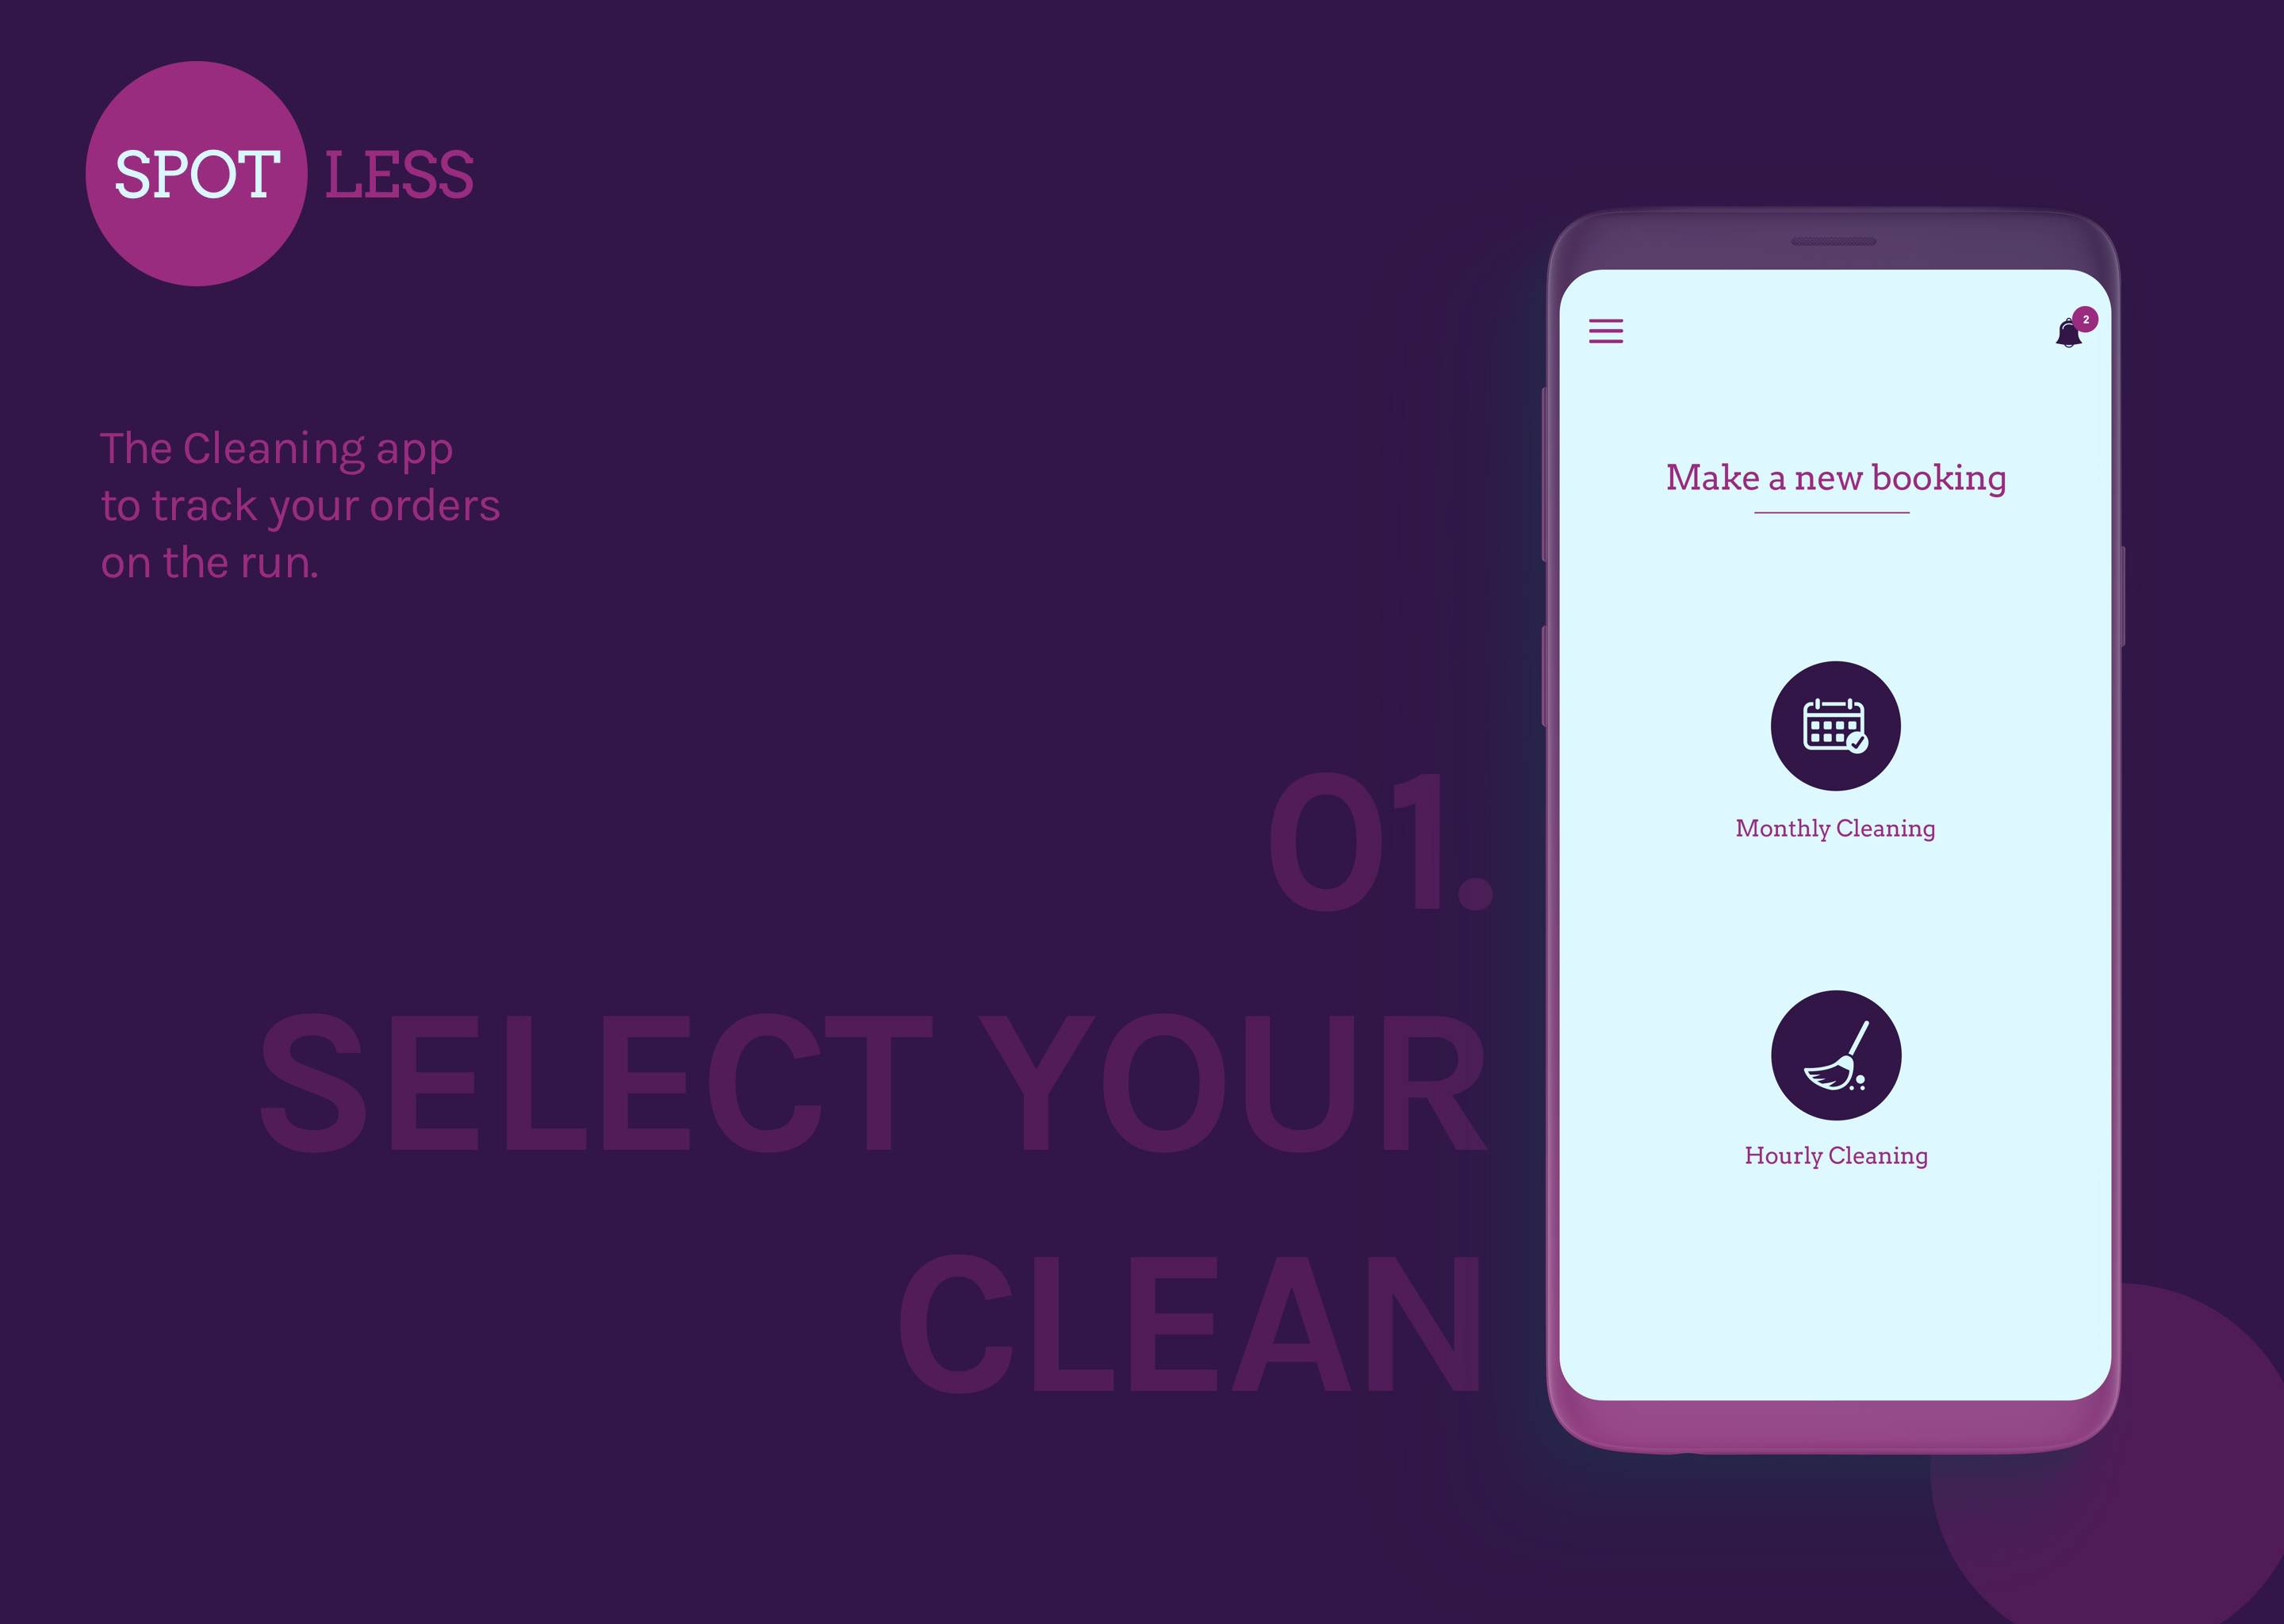 SPOT LESS
The Cleaning app
to track your orders
on the run.
01.
SELECT YOUR
CLEAN
2
Make a new booking
Monthly Cleaning
Hourly Cleaning